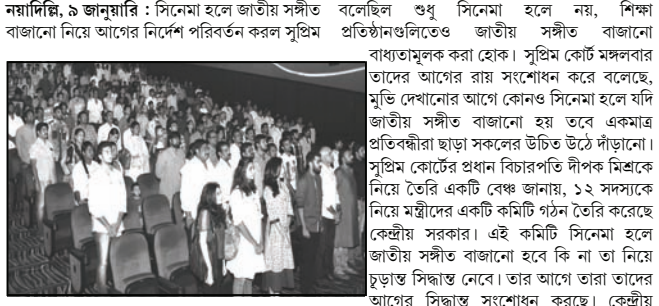 নয়াদিল্লি, ৯ জানুয়ারি : সিনেমা হলে জাতীয় সঙ্গীত
বাজানো নিয়ে আগের নির্দেশ পরিবর্তন করল সুপ্রিম
বলেছিল শুধু সিনেমা হলে নয়, শিক্ষা
প্রতিষ্ঠানগুলিতেও জাতীয় সঙ্গীত বাজানো
বাধ্যতামূলক করা হোক। সুপ্রিম কোর্ট মঙ্গলবার
তাদের আগের রায় সংশোধন করে বলেছে,
মুভি দেখানোর আগে কোনও সিনেমা হলে যদি
জাতীয় সঙ্গীত বাজানো হয় তবে একমাত্র
প্রতিবন্ধীরা ছাড়া সকলের উচিত উঠে দাঁড়ানো।
সুপ্রিম কোর্টের প্রধান বিচারপতি দীপক মিশ্রকে
নিয়ে তৈরি একটি বেঞ্চ জানায়, ১২ সদস্যকে
নিয়ে মন্ত্রীদের একটি কমিটি গঠন তৈরি করেছে
কেন্দ্রীয় সরকার। এই কমিটি সিনেমা হলে
জাতীয় সঙ্গীত বাজানো হবে কি না তা নিয়ে
চূড়ান্ত সিদ্ধান্ত নেবে। তার আগে তারা তাদের
আগের সিদ্ধান্ত সংশোধন করছে। কেন্দ্রীয়